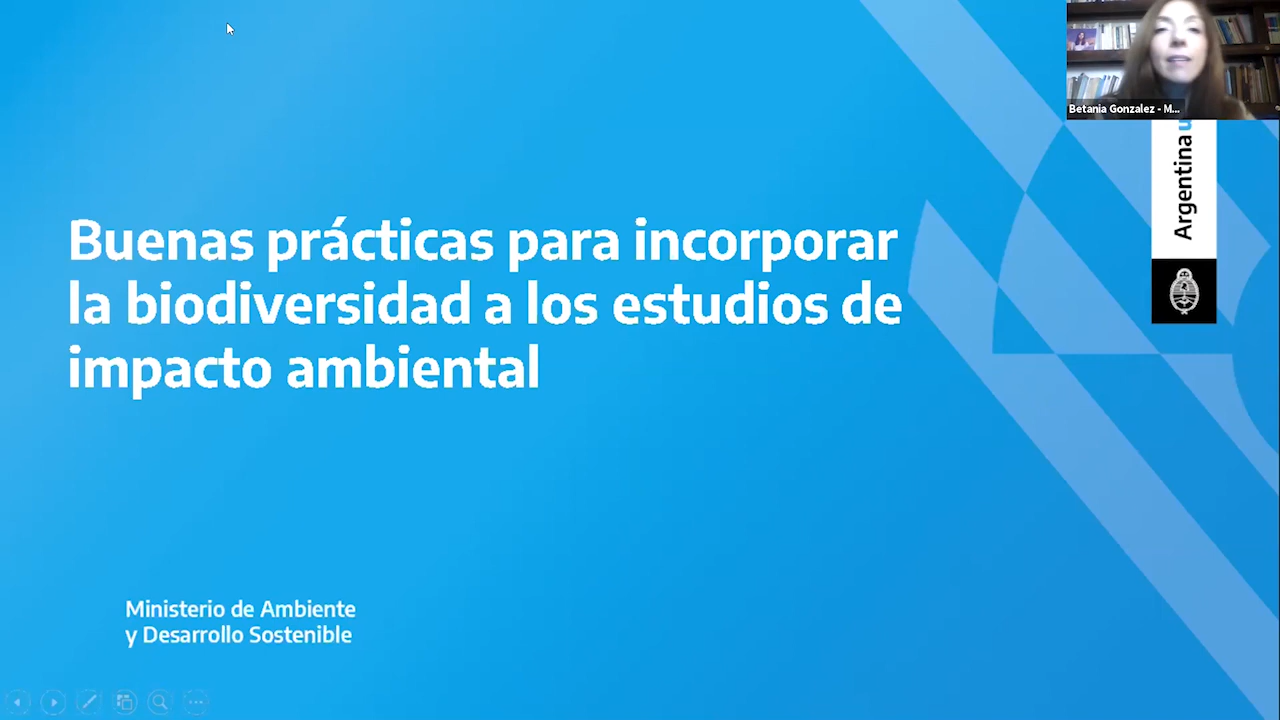 Betania Gonzalez - M...
Argentina u
Buenas prácticas para incorporar
la biodiversidad a los estudios de
impacto ambiental
Ministerio de Ambiente
y Desarrollo Sostenible